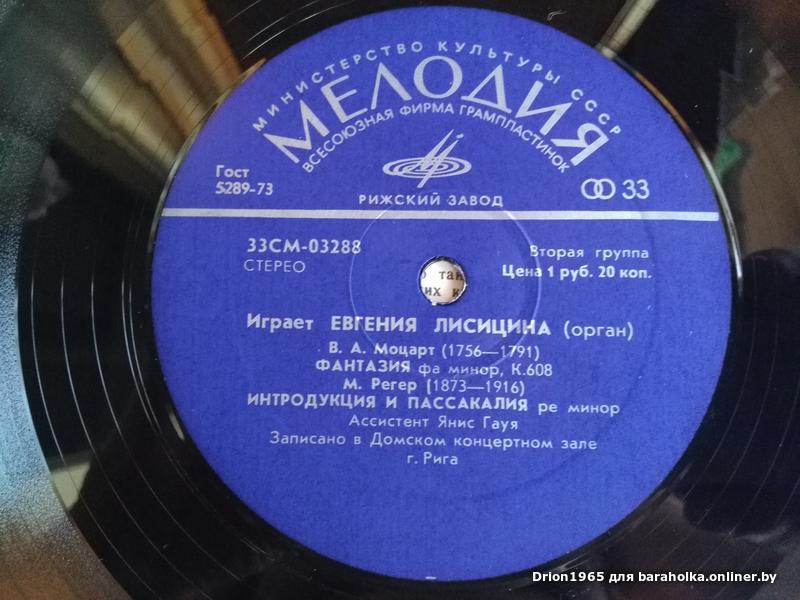 МИНИСТЕРСТВО КУЛЬТУРЫ СССР
МЕЛОДИЯ
ВСЕСОЮЗНАЯ ФИРМА ГРАМПЛАСТИНОК
Гост
5289-73
РИЖСКИЙ ЗАВОД
33
33СМ-03288
СТЕРЕО
Вторая группа
Цена 1 руб. 20 коп.
тан
их к
Играет ЕВГЕНИЯ ЛИСИЦИНА (орган)
В. А. Моцарт (1756—1791)
ФАНТАЗИЯ фа минор, К.608
М. Регер (1873—1916)
ИНТРОДУКЦИЯ И ПАССАКАЛИЯ ре минор
Ассистент Янис Гауя
Записано в Домском концертном зале
г. Рига
Drion1965 для baraholka.onliner.by